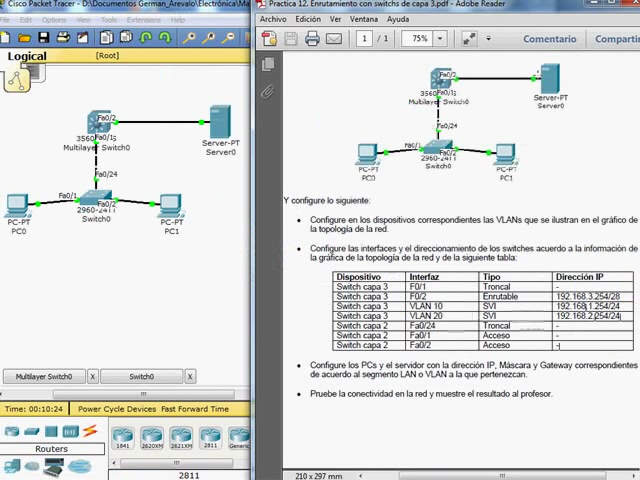 Cisco Packet Tracer - D:\Documentos German_Arevalo\Electrónica\Ma
Edit Options View Tools Extensions Help
Logical
[Root]
Fa0/2
3560
Fa0/1
Multilayer Switch0
Server-PT
Server0
Fa0/24
Fa0/1
Fa0/2
2960-24TT
Switch0
PC-PT
PC0
PC-PT
PC1
Multilayer Switch0 X
Switch0 X
Time: 00:10:24 Power Cycle Devices Fast Forward Time
Routers
1841 2620XM 2621XM 2811 Generic
2811
Practica 12. Enrutamiento con switchs de capa 3.pdf - Adobe Reader
Archivo Edición Ver Ventana Ayuda
1 / 1 75% Comentario Compartir
Fa0/2
3560
Fa0/1
Multilayer Switch0
Server-PT
Server0
Fa0/24
Fa0/1
Fa0/2
2960-24TT
Switch0
PC-PT
PC0
PC-PT
PC1
Y configure lo siguiente:
• Configure en los dispositivos correspondientes las VLANs que se ilustran en el gráfico de
la topología de la red.
• Configure las interfaces y el direccionamiento de los switches acuerdo a la información de
la gráfica de la topología de la red y de la siguiente tabla:
Dispositivo Interfaz Tipo Dirección IP
Switch capa 3 F0/1 Troncal -
Switch capa 3 F0/2 Enrutable 192.168.3.254/28
Switch capa 3 VLAN 10 SVI 192.168.1.254/24
Switch capa 3 VLAN 20 SVI 192.168.2.254/24
Switch capa 2 Fa0/24 Troncal -
Switch capa 2 Fa0/1 Acceso -
Switch capa 2 Fa0/2 Acceso -
• Configure los PCs y el servidor con la dirección IP, Máscara y Gateway correspondientes
de acuerdo al segmento LAN o VLAN a la que pertenezcan.
• Pruebe la conectividad en la red y muestre el resultado al profesor.
210 x 297 mm